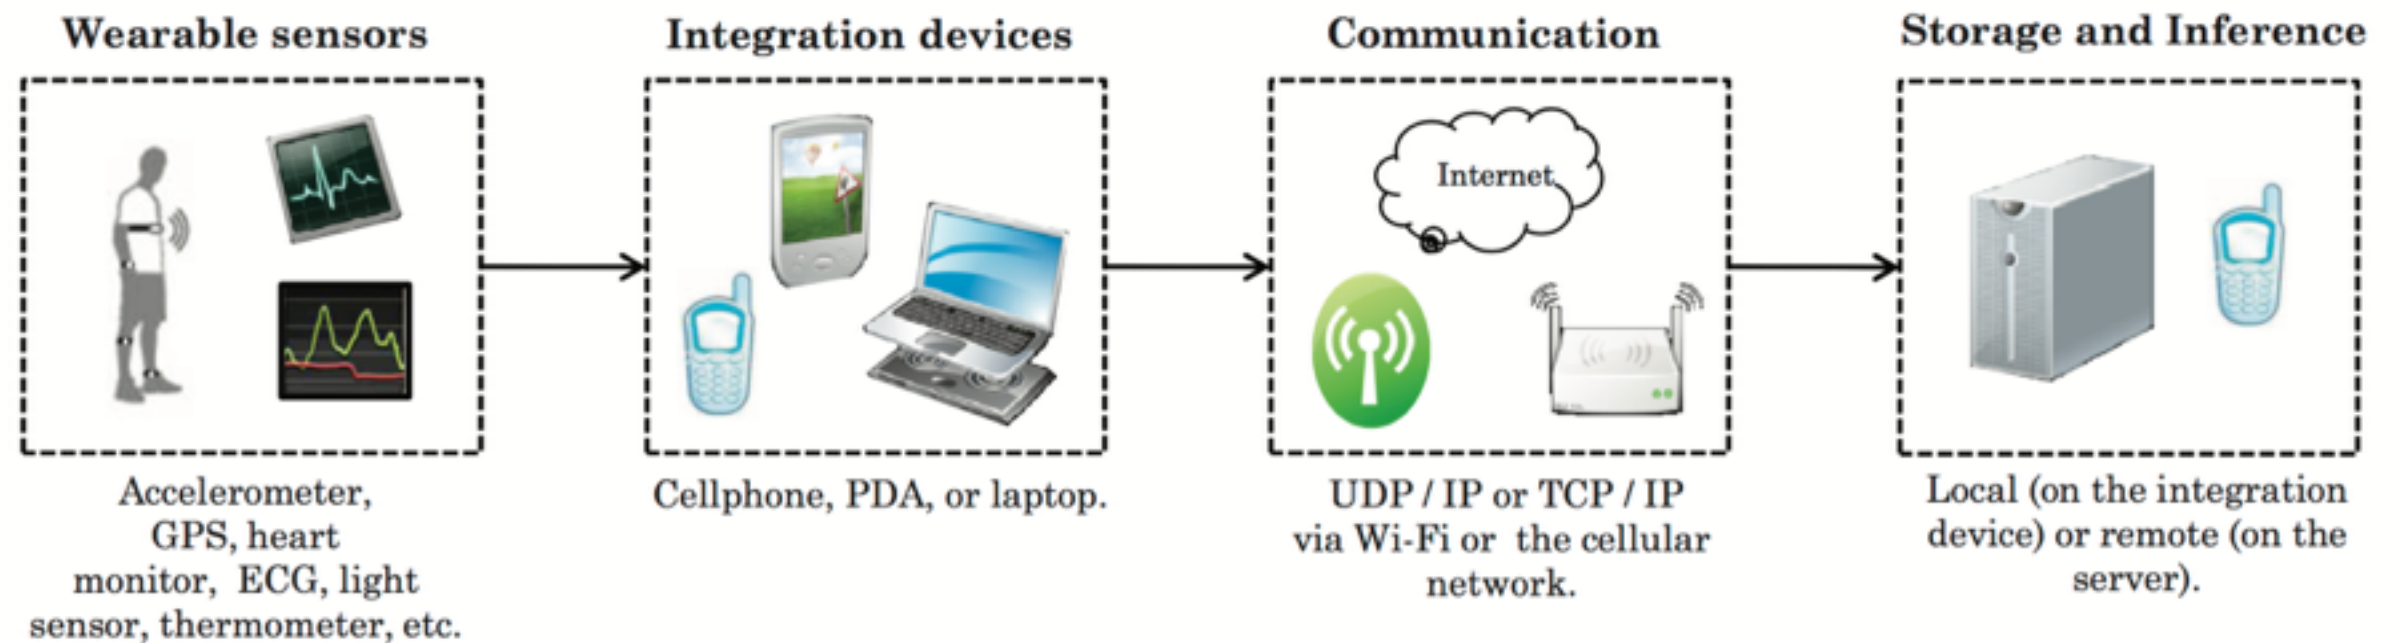 Wearable sensors
Accelerometer,
GPS, heart
monitor, ECG, light
sensor, thermometer, etc.
Integration devices
Cellphone, PDA, or laptop.
Communication
Internet
UDP / IP or TCP / IP
via Wi-Fi or the cellular
network.
Storage and Inference
Local (on the integration
device) or remote (on the
server).